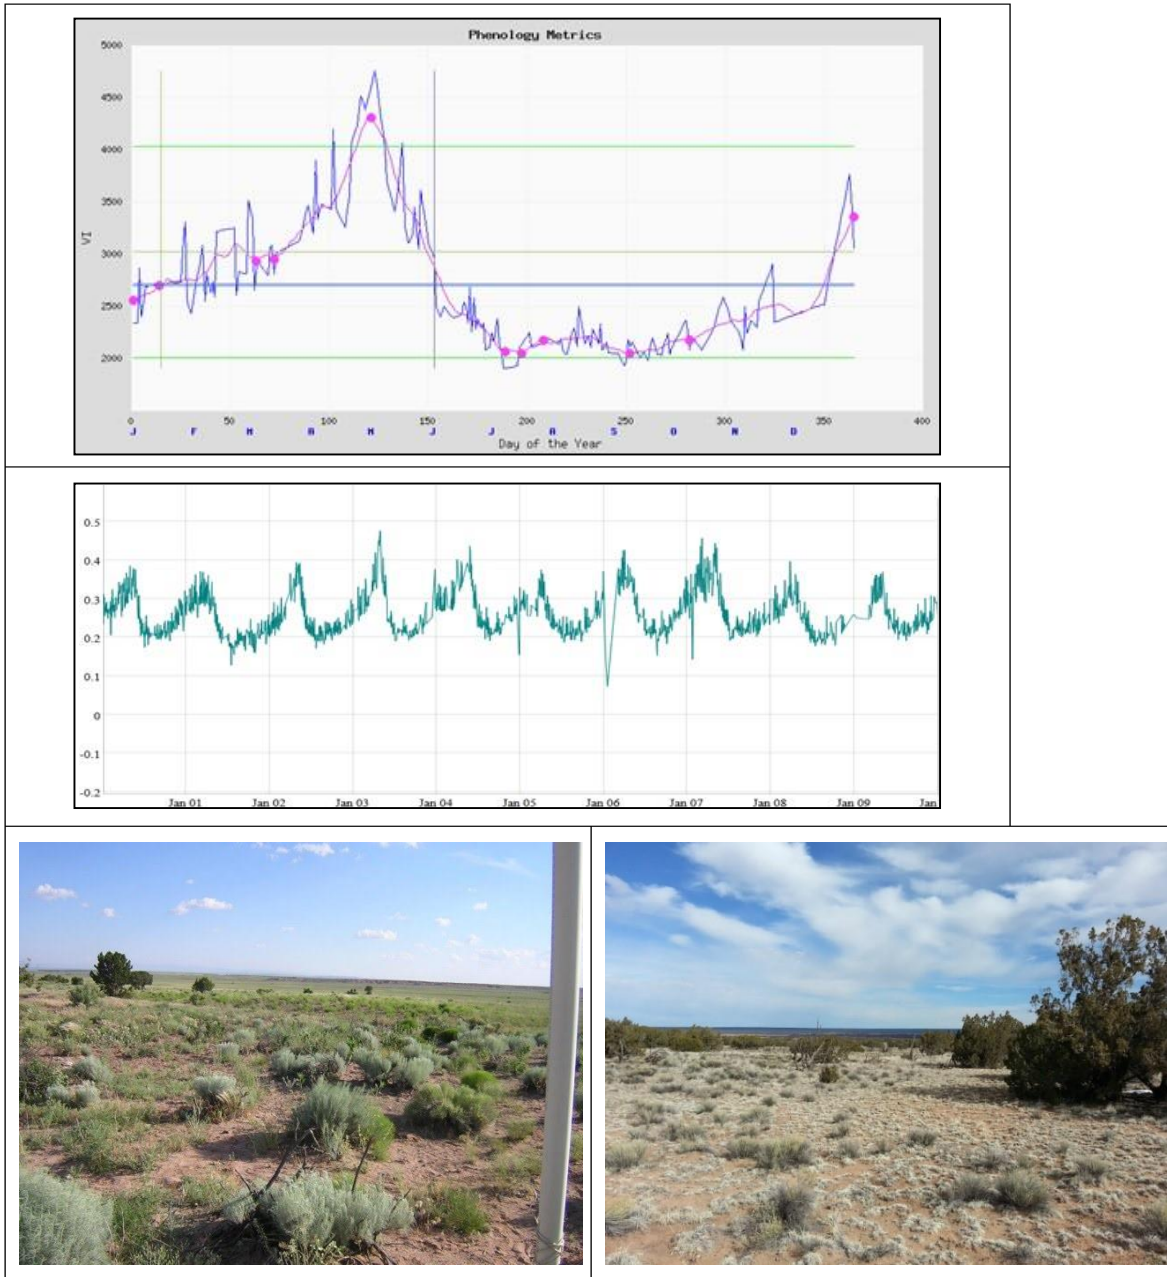 Phenology Metrics
5000
4500
4000
3500
3000
2500
2000
VI
0 50 100 150 200 250 300 350 400
J F M A M J J A S O N D
Day of the Year
0.5
0.4
0.3
0.2
0.1
0
-0.1
-0.2
Jan 01 Jan 02 Jan 03 Jan 04 Jan 05 Jan 06 Jan 07 Jan 08 Jan 09 Jan